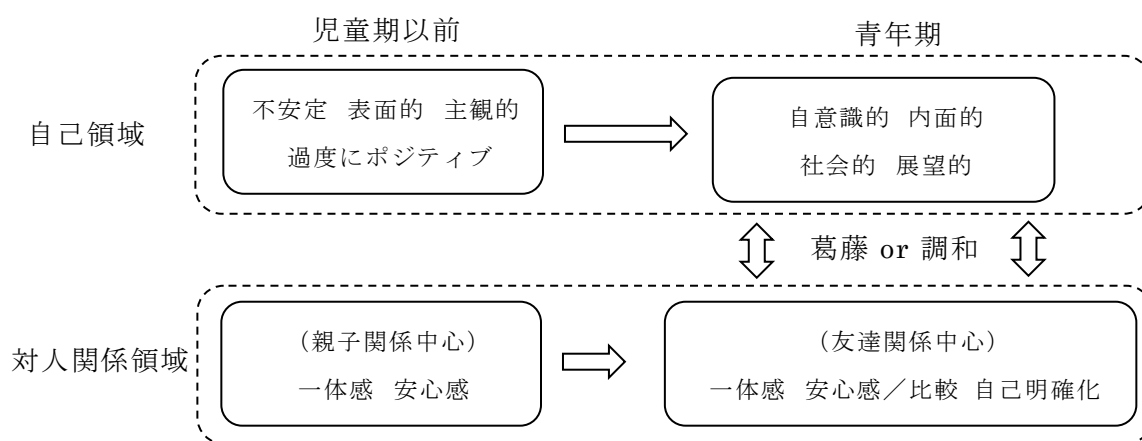 児童期以前
青年期
自己領域
不安定 表面的 主観的
過度にポジティブ
自意識的 内面的
社会的 展望的
葛藤 or 調和
対人関係領域
（親子関係中心）
一体感 安心感
（友達関係中心）
一体感 安心感／比較 自己明確化